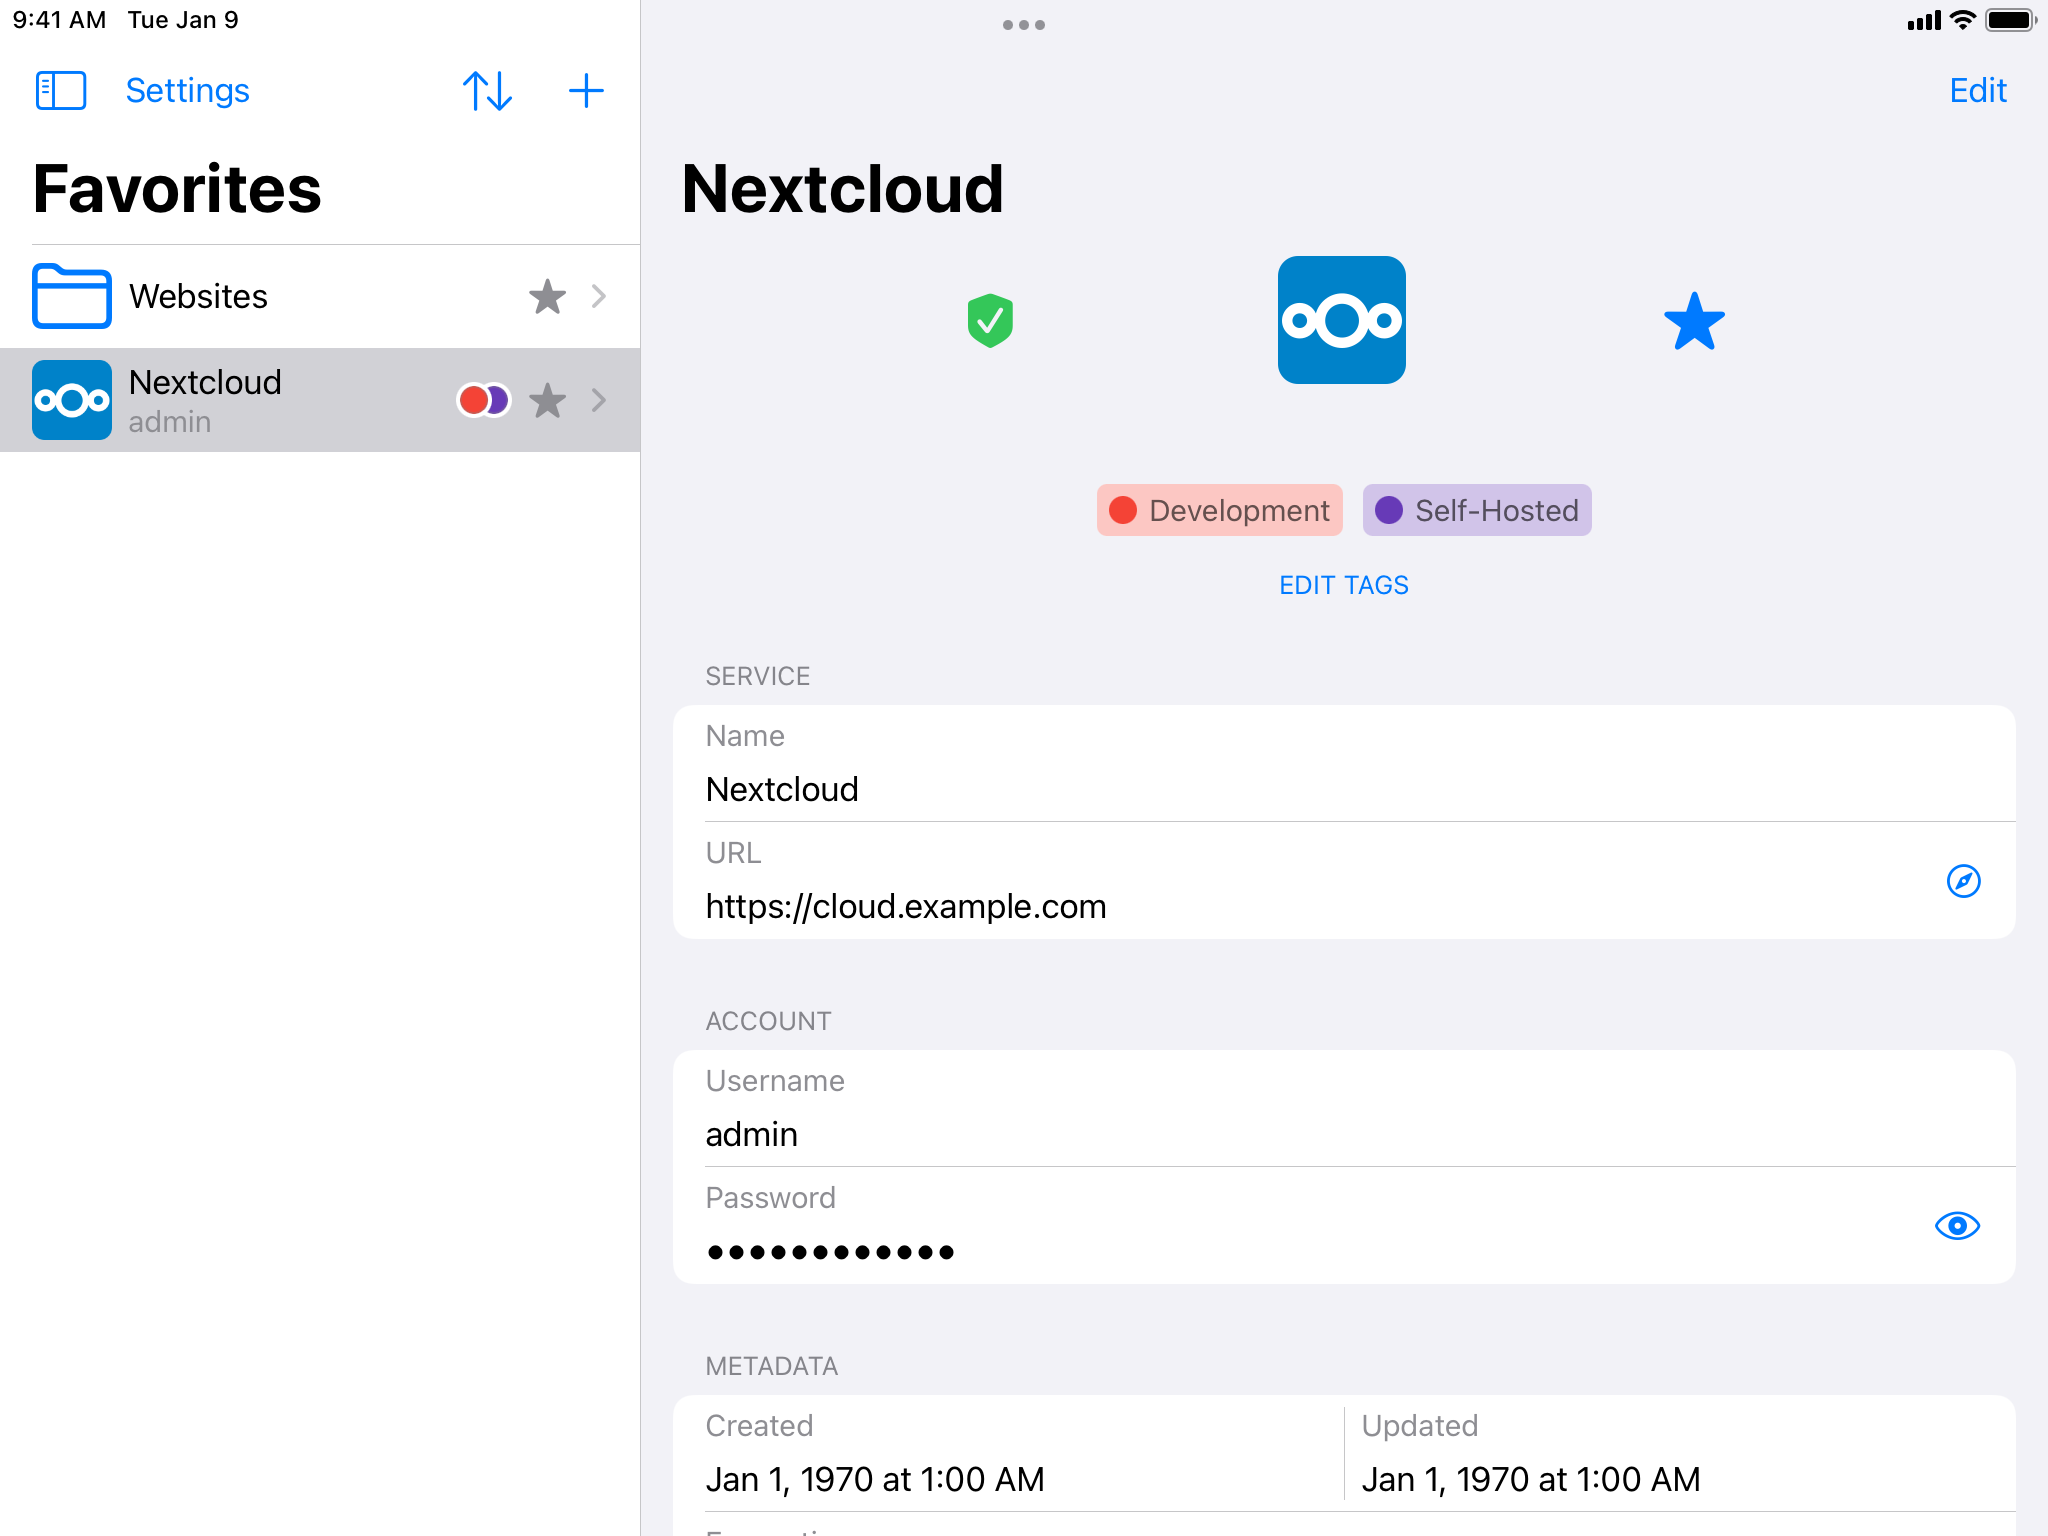 9:41 AM Tue Jan 9
Settings
Edit
Favorites
Nextcloud
Websites
Nextcloud
admin
Development
Self-Hosted
EDIT TAGS
SERVICE
Name
Nextcloud
URL
https://cloud.example.com
ACCOUNT
Username
admin
Password
••••••••••••
METADATA
Created
Jan 1, 1970 at 1:00 AM
Updated
Jan 1, 1970 at 1:00 AM